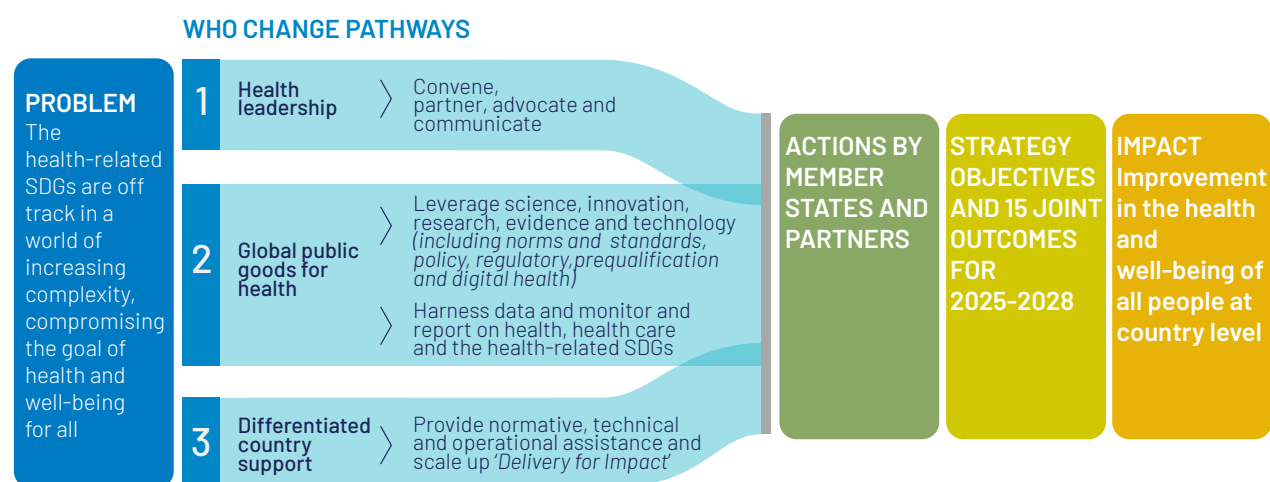 WHO CHANGE PATHWAYS
PROBLEM
The
health-related
SDGs are off
track in a
world of
increasing
complexity,
compromising
the goal of
health and
well-being
for all
1
Health
leadership
Convene,
partner, advocate and
communicate
2
Global public
goods for
health
Leverage science, innovation,
research, evidence and technology
(including norms and standards,
policy, regulatory,prequalification
and digital health)
Harness data and monitor and
report on health, health care
and the health-related SDGs
3
Differentiated
country
support
Provide normative, technical
and operational assistance and
scale up ‘Delivery for Impact’
ACTIONS BY
MEMBER
STATES AND
PARTNERS
STRATEGY
OBJECTIVES
AND 15 JOINT
OUTCOMES
FOR
2025-2028
IMPACT
Improvement
in the health
and
well-being of
all people at
country level